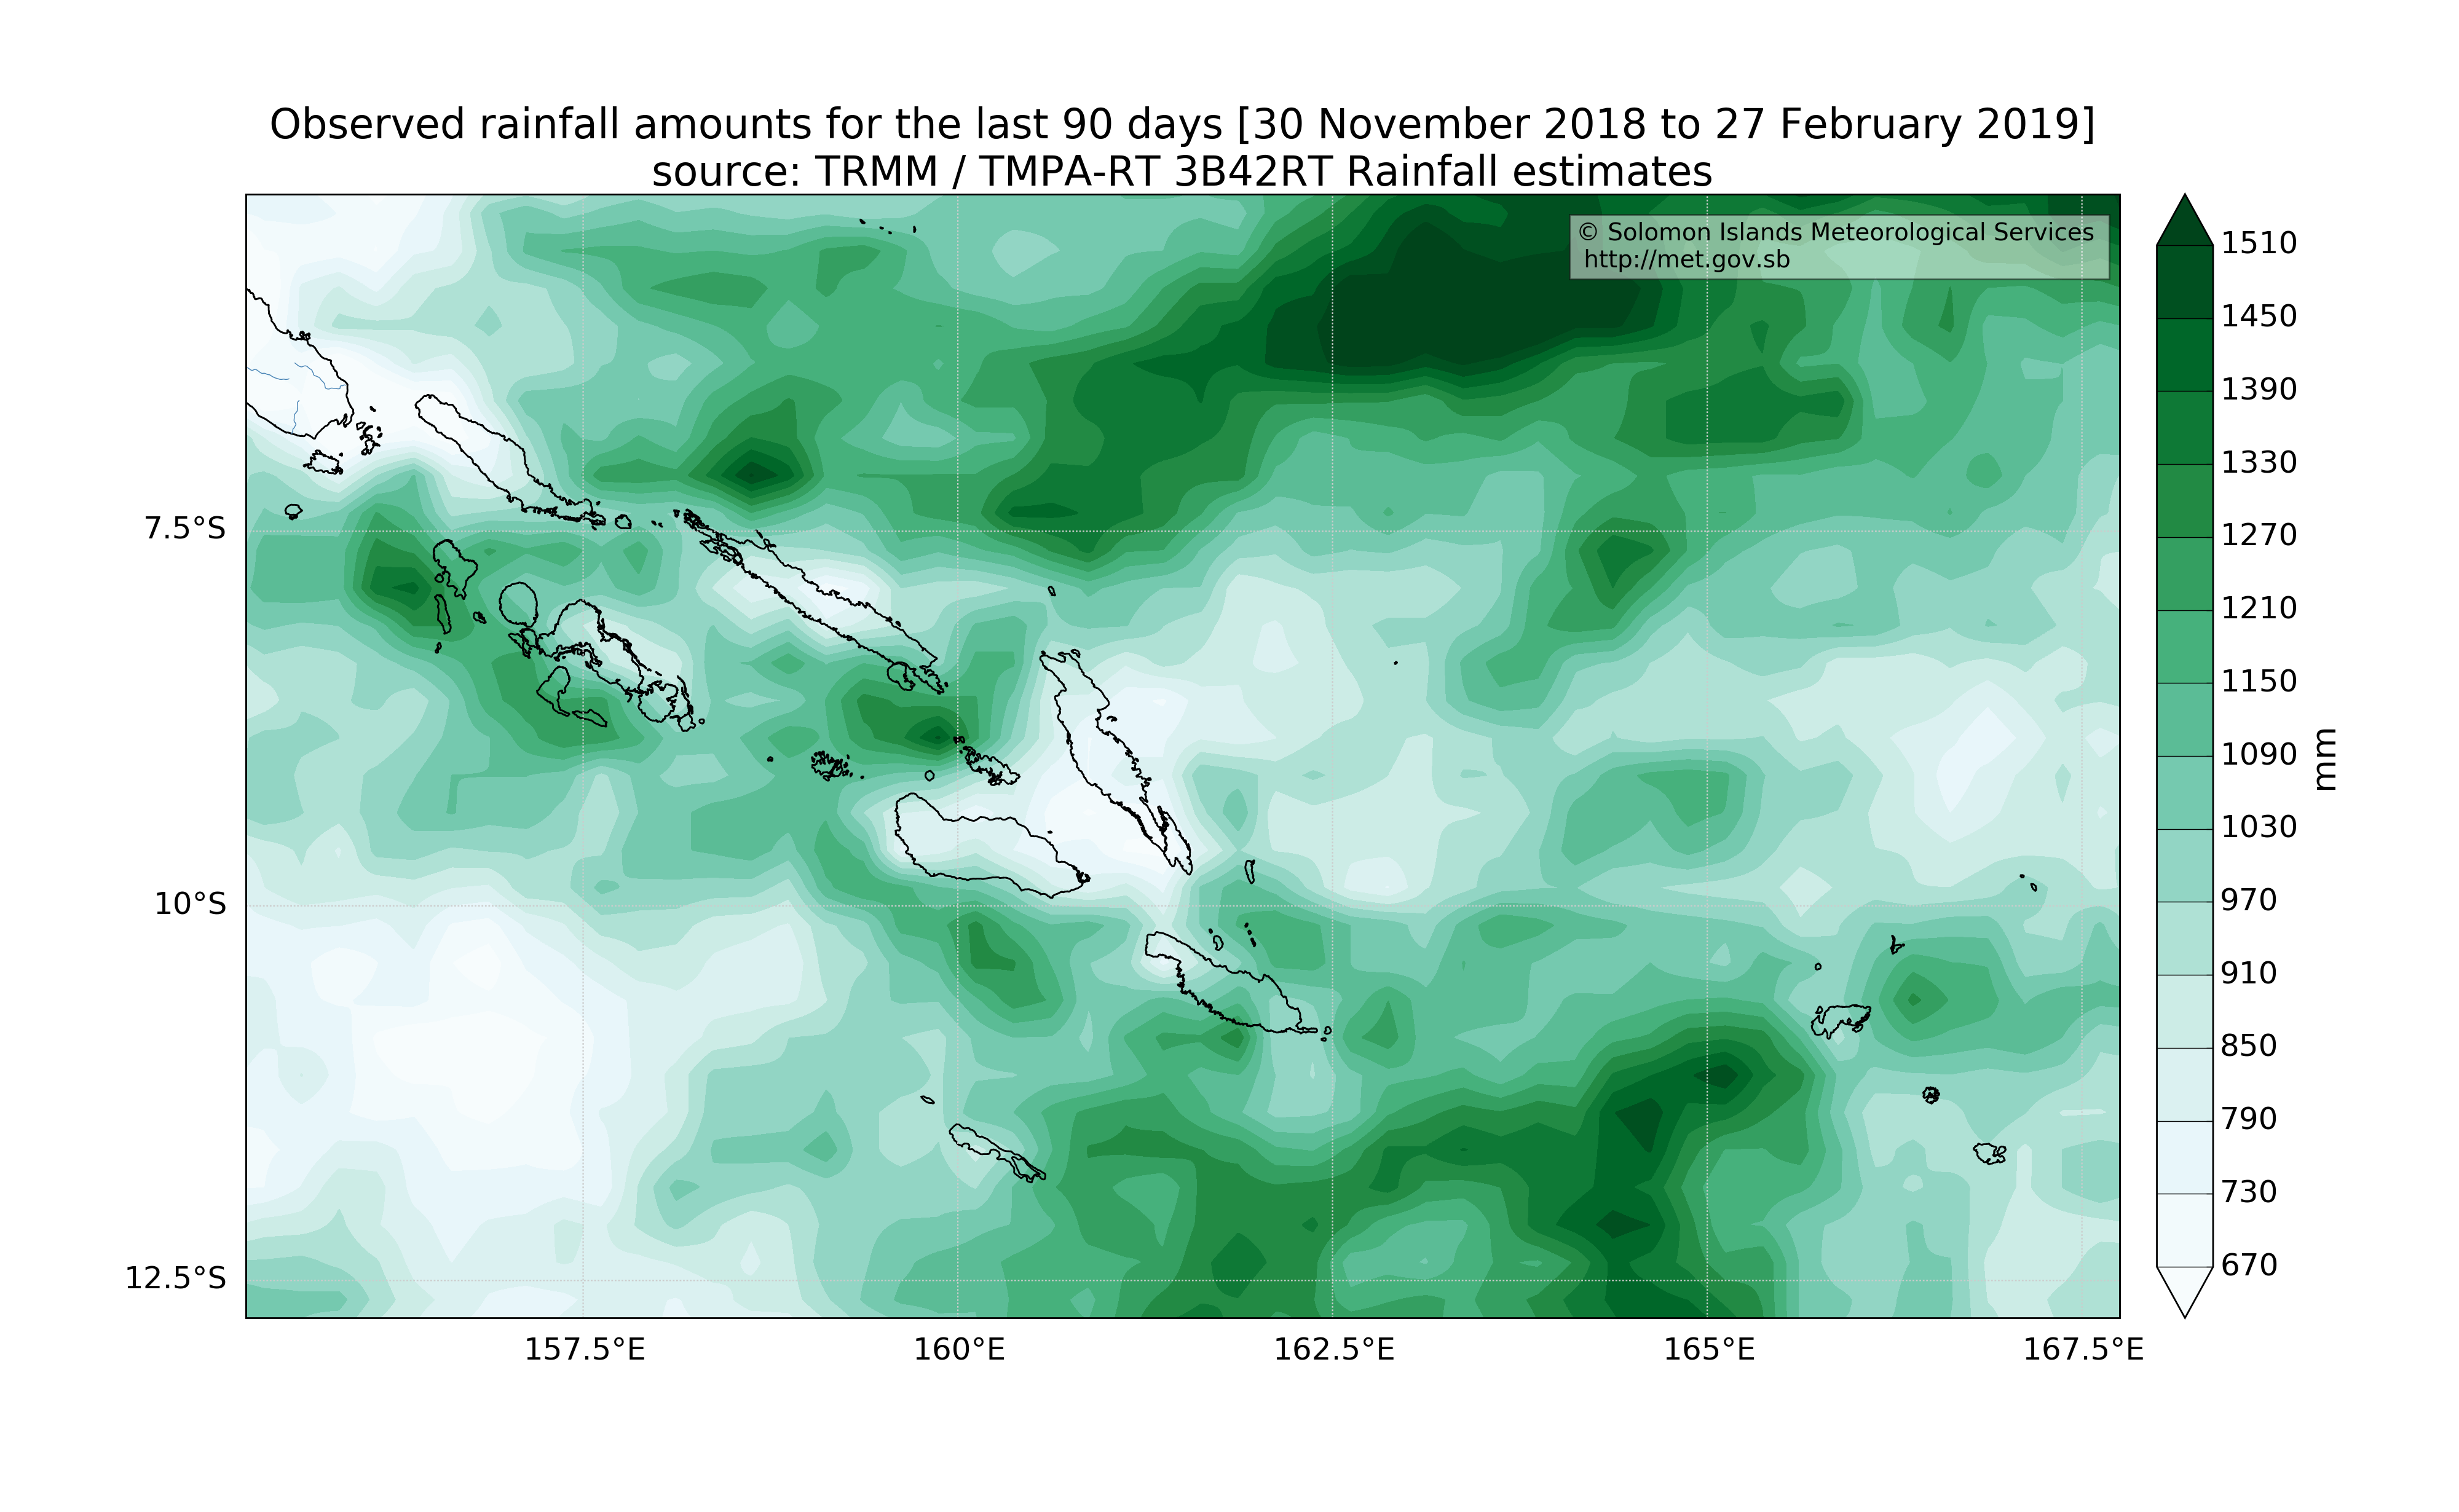 Observed rainfall amounts for the last 90 days [30 November 2018 to 27 February 2019]
source: TRMM / TMPA-RT 3B42RT Rainfall estimates
© Solomon Islands Meteorological Services
http://met.gov.sb
7.5°S
10°S
12.5°S
157.5°E
160°E
162.5°E
165°E
167.5°E
1510
1450
1390
1330
1270
1210
1150
1090
1030
970
910
850
790
730
670
mm